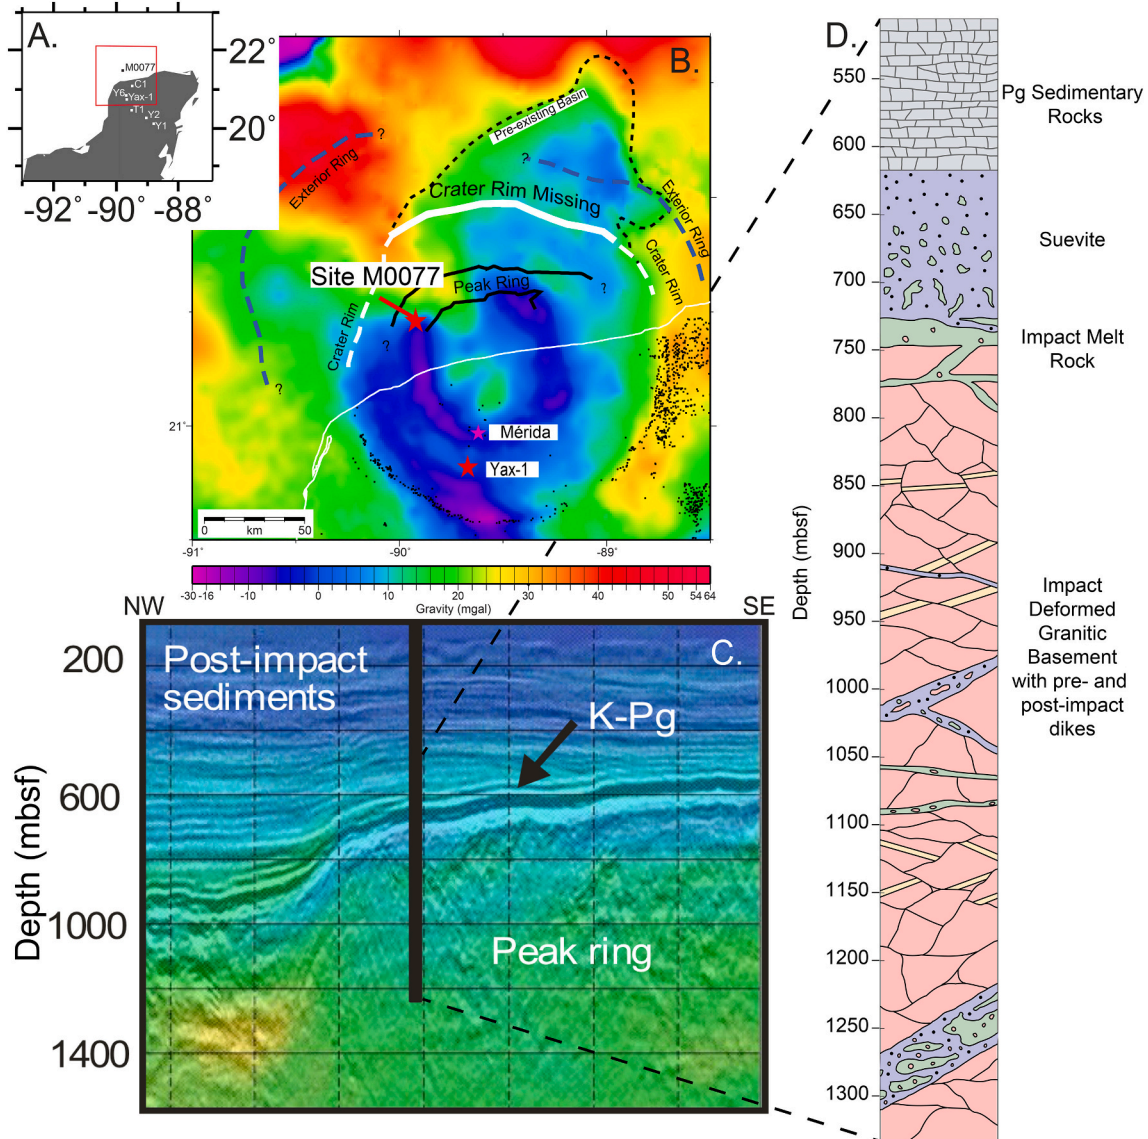 A.
22°
20°
-92°
-90°
-88°
M0077
C1
Y6
Yax-1
T1
Y2
Y1
B.
Pre-existing Basin
?
Exterior Ring
?
Crater Rim Missing
Exterior Ring
Site M0077
Peak Ring
Crater Rim
?
Crater Rim
?
?
21°
Mérida
Yax-1
0
50
km
-91°
-90°
-89°
-30 -16 -10 0 10 20 30 40 50 54 64
Gravity (mgal)
NW
SE
C.
Post-impact
sediments
K-Pg
Peak ring
200
600
1000
1400
Depth (mbsf)
D.
550
600
650
700
750
800
850
900
950
1000
1050
1100
1150
1200
1250
1300
Depth (mbsf)
Pg Sedimentary
Rocks
Suevite
Impact Melt
Rock
Impact
Deformed
Granitic
Basement
with pre- and
post-impact
dikes